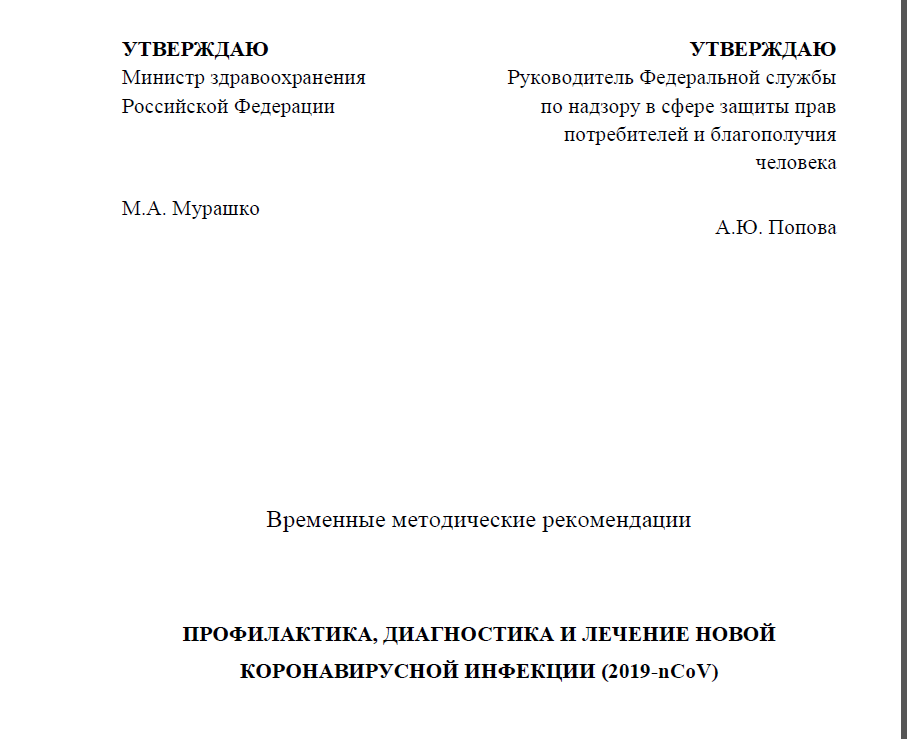 УТВЕРЖДАЮ
Министр здравоохранения
Российской Федерации
М.А. Мурашко
УТВЕРЖДАЮ
Руководитель Федеральной службы
по надзору в сфере защиты прав
потребителей и благополучия
человека
А.Ю. Попова
Временные методические рекомендации
ПРОФИЛАКТИКА, ДИАГНОСТИКА И ЛЕЧЕНИЕ НОВОЙ
КОРОНАВИРУСНОЙ ИНФЕКЦИИ (2019-nCoV)